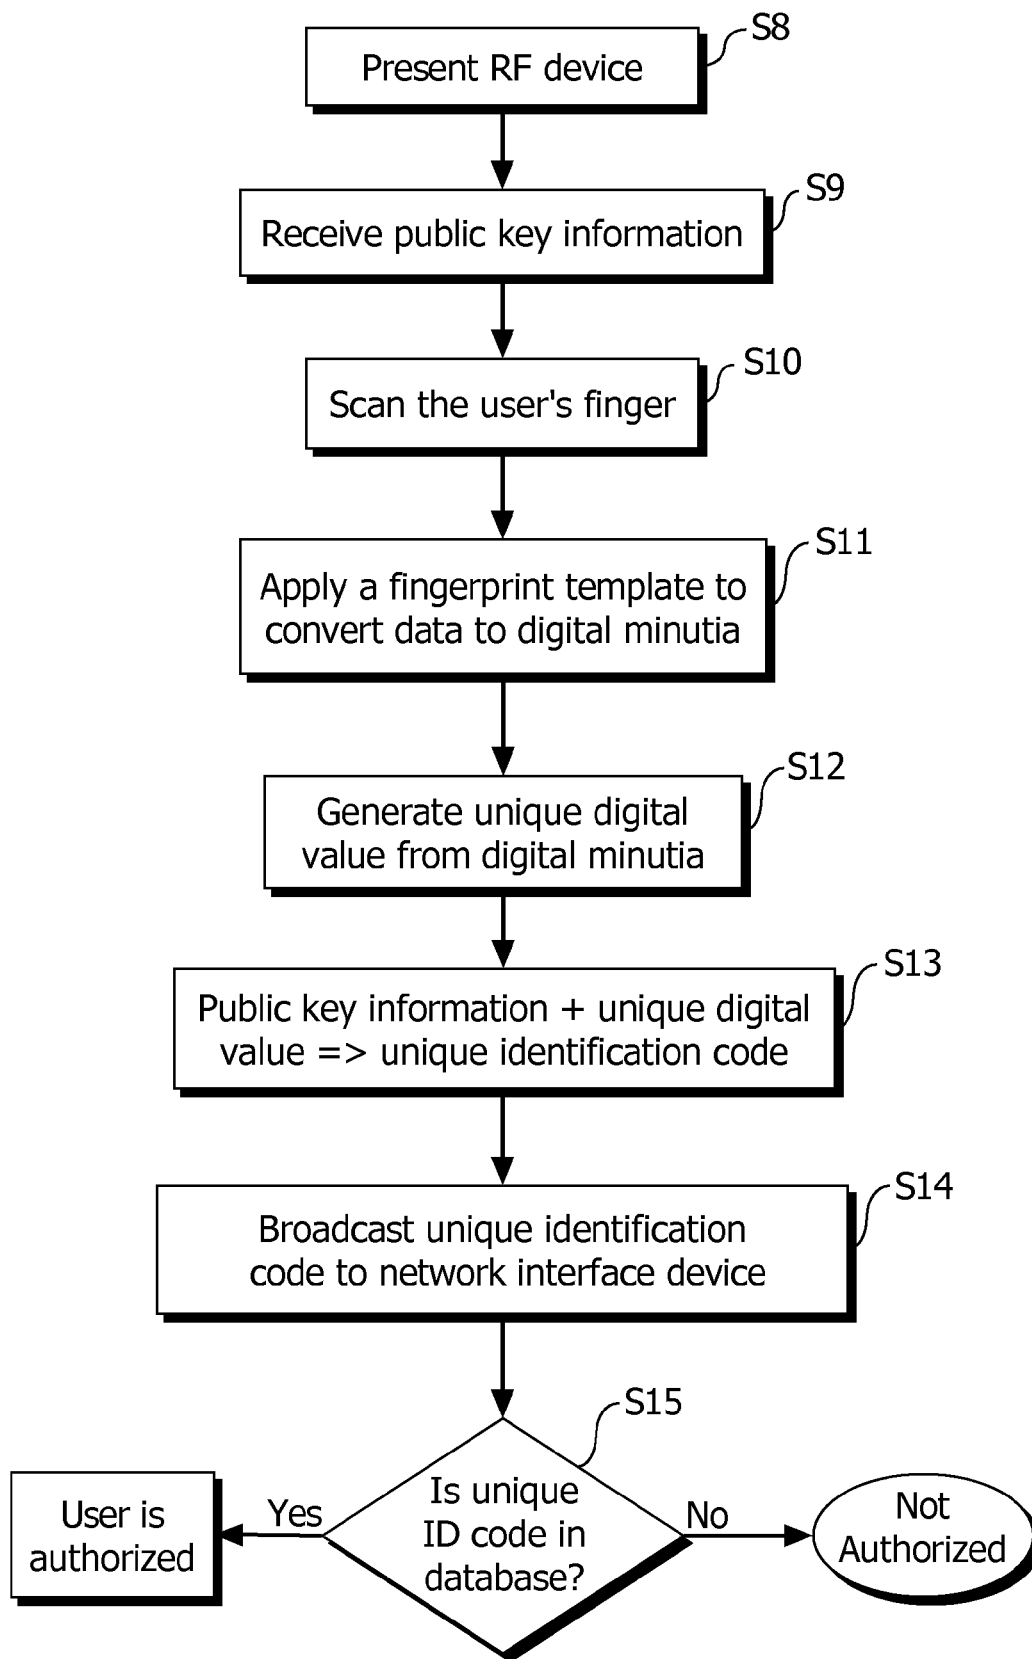 S8
Present RF device
S9
Receive public key information
S10
Scan the user's finger
S11
Apply a fingerprint template to
convert data to digital minutia
S12
Generate unique digital
value from digital minutia
S13
Public key information + unique digital
value => unique identification code
S14
Broadcast unique identification
code to network interface device
S15
Is unique
ID code in
database?
Yes
User is
authorized
No
Not
Authorized